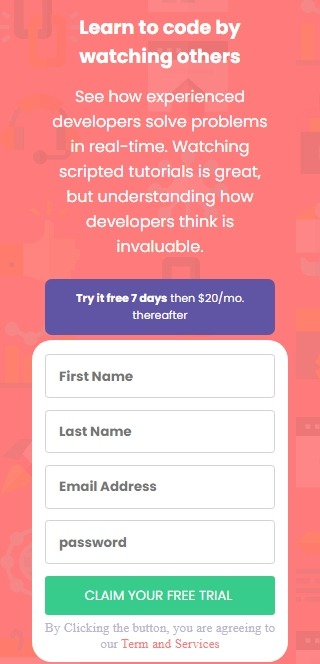 Learn to code by
watching others
See how experienced
developers solve problems
in real-time. Watching
scripted tutorials is great,
but understanding how
developers think is
invaluable.
Try it free 7 days then $20/mo.
thereafter
First Name
Last Name
Email Address
password
CLAIM YOUR FREE TRIAL
By Clicking the button, you are agreeing to
our Term and Services